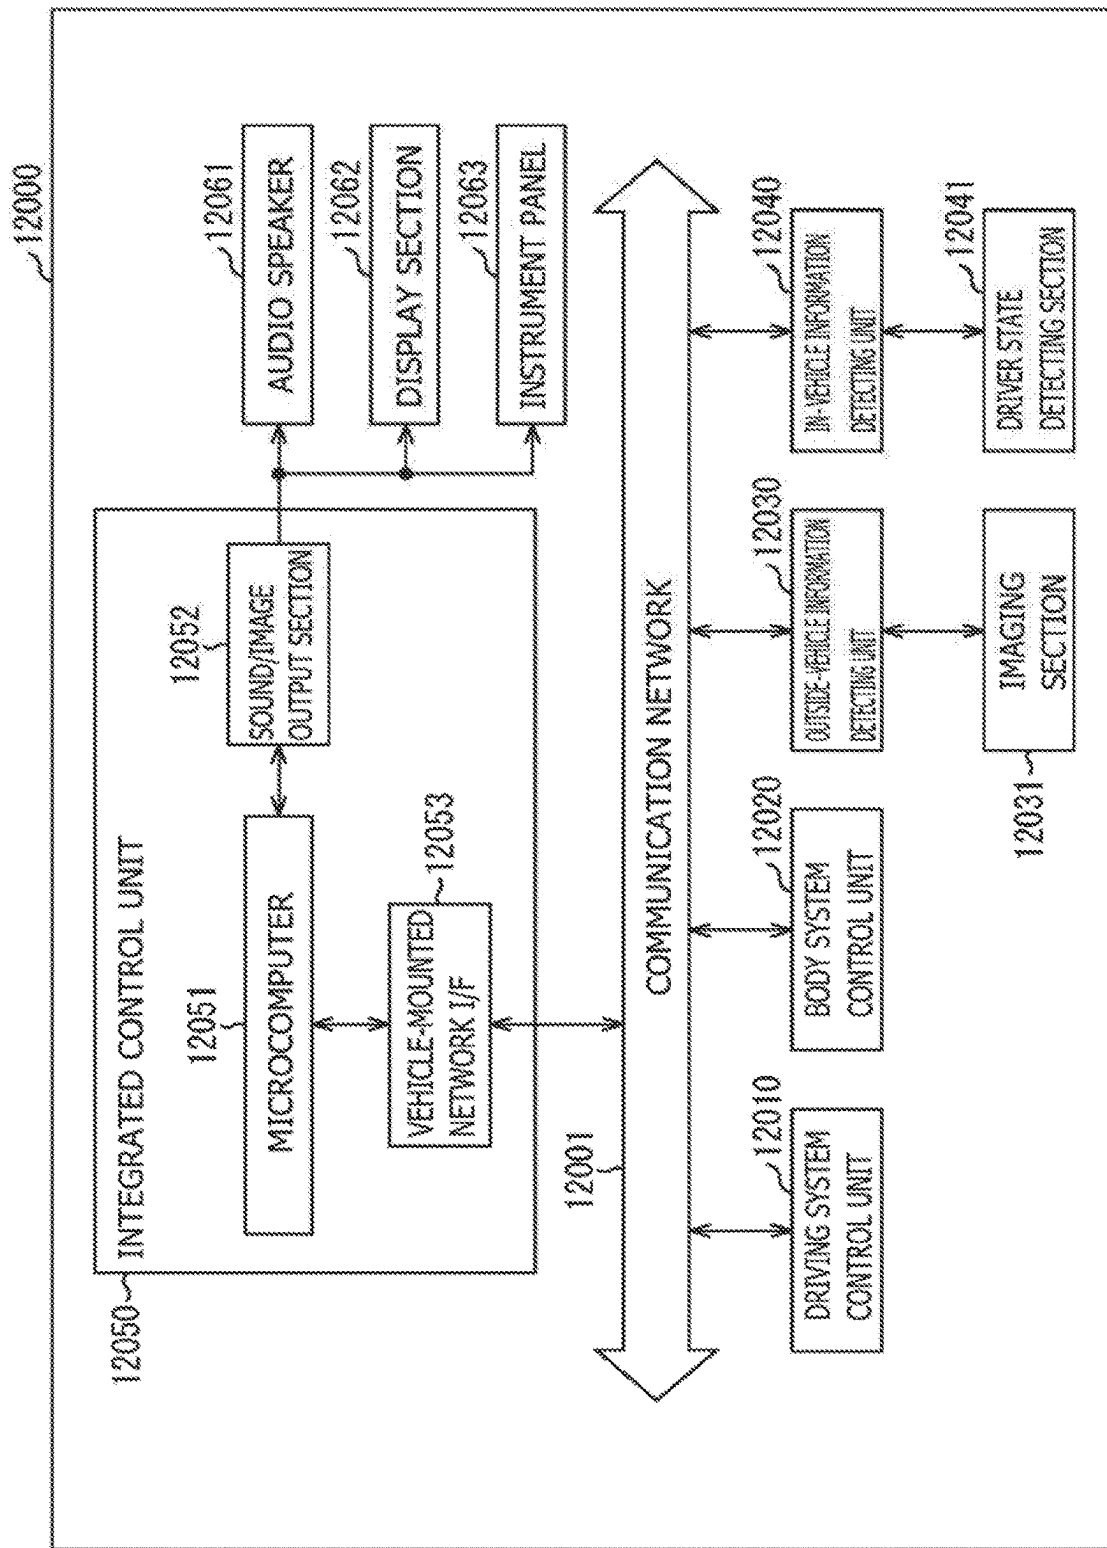 12000
12050
INTEGRATED CONTROL UNIT
12051
MICROCOMPUTER
12052
SOUND/IMAGE
OUTPUT SECTION
12053
VEHICLE-MOUNTED
NETWORK I/F
12061
AUDIO SPEAKER
12062
DISPLAY SECTION
12063
INSTRUMENT PANEL
12001
COMMUNICATION NETWORK
12010
DRIVING SYSTEM
CONTROL UNIT
12020
BODY SYSTEM
CONTROL UNIT
12030
OUTSIDE-VEHICLE INFORMATION
DETECTING UNIT
12040
IN-VEHICLE INFORMATION
DETECTING UNIT
12031
IMAGING
SECTION
12041
DRIVER STATE
DETECTING SECTION